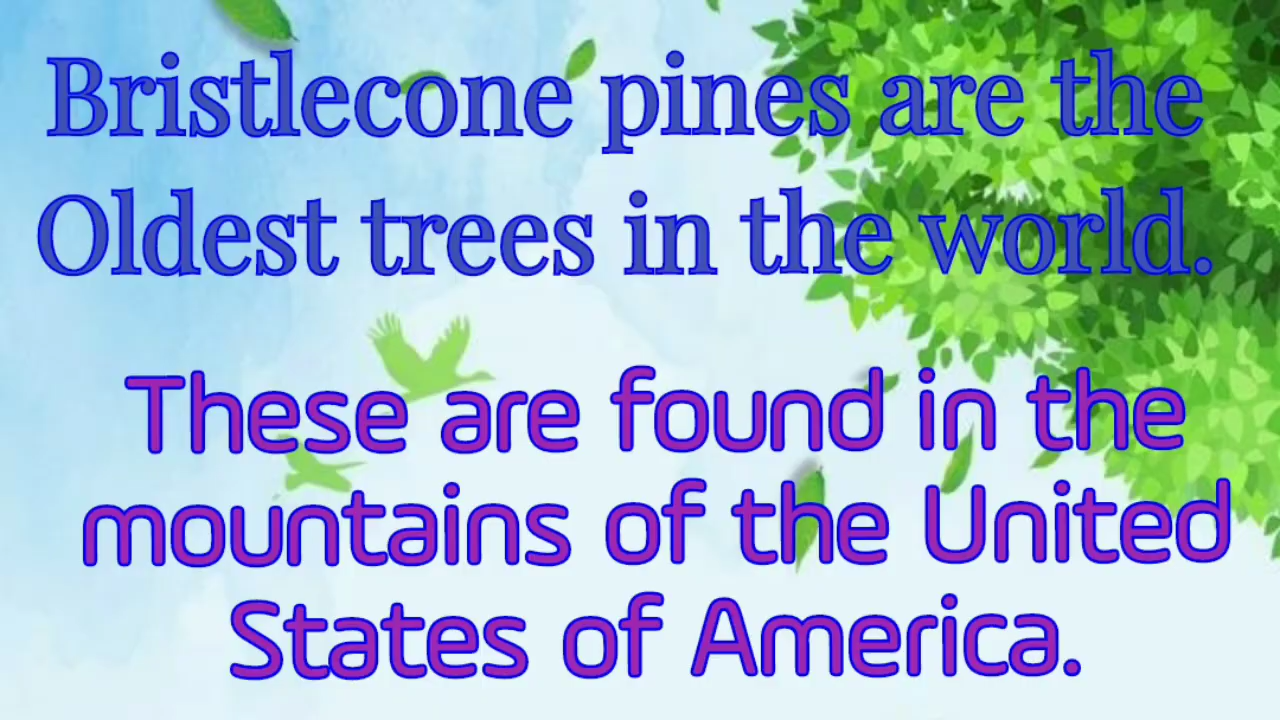 Bristlecone pines are the
Oldest trees in the world.
These are found in the
mountains of the United
States of America.